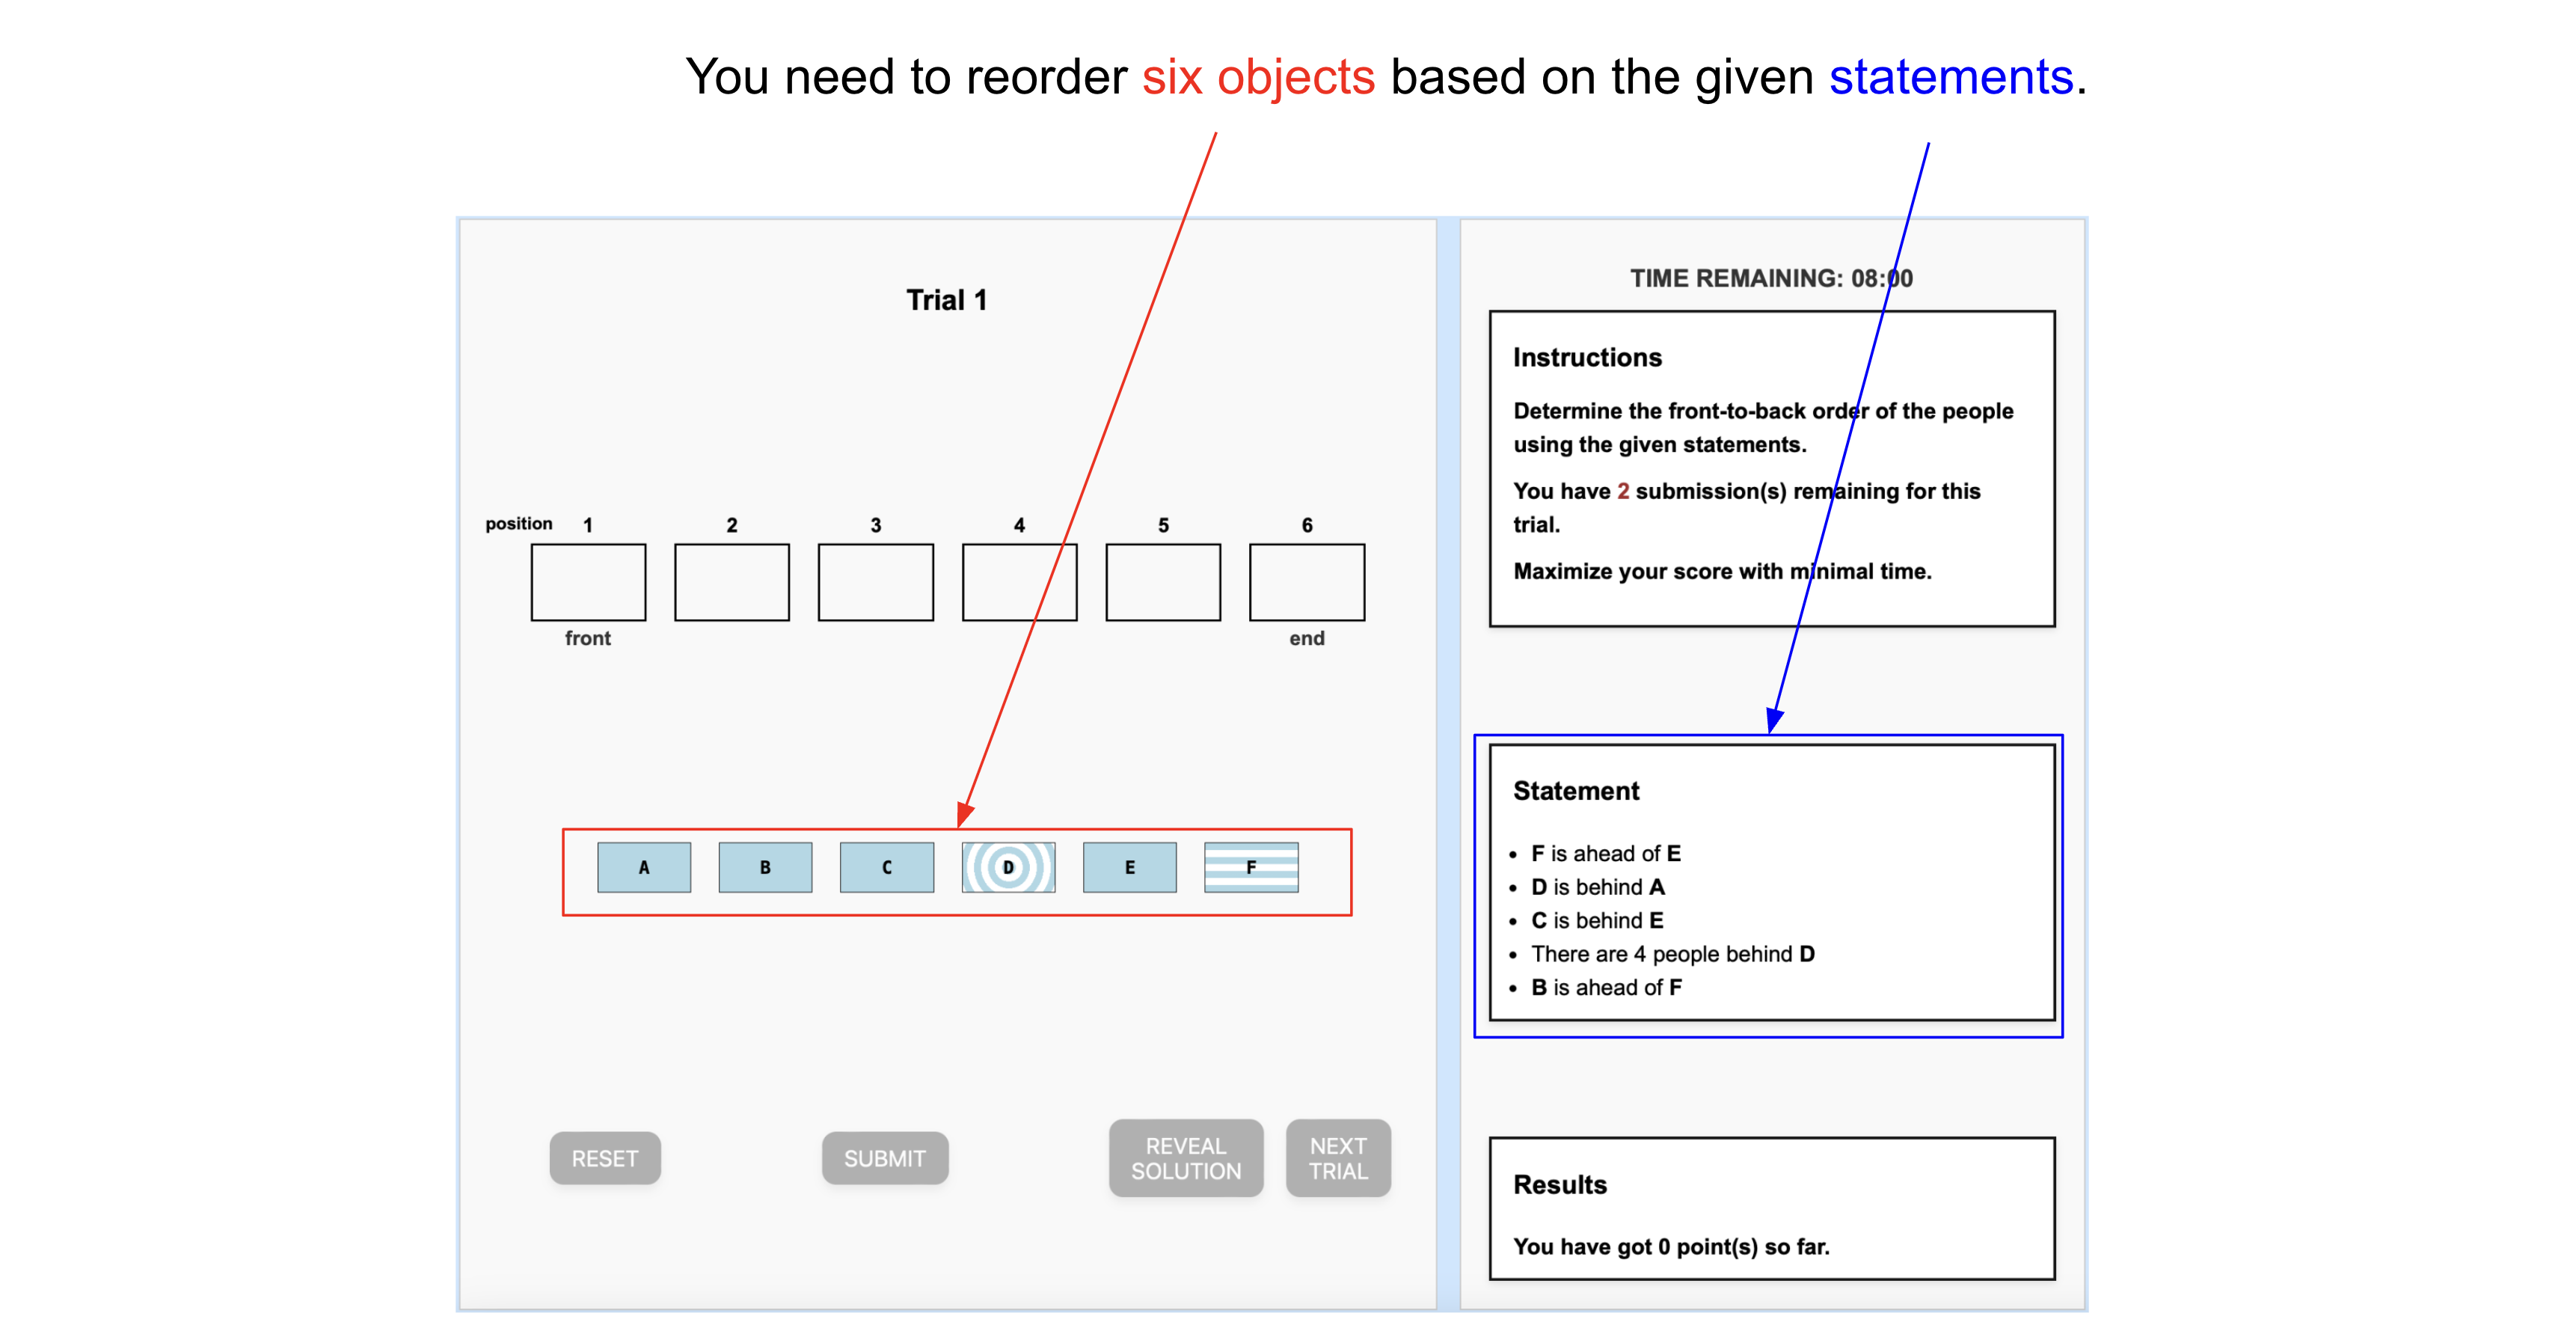 You need to reorder six objects based on the given statements.
Trial 1
position 1 2 3 4 5 6
front end
A B C D E F
RESET SUBMIT REVEAL SOLUTION NEXT TRIAL
TIME REMAINING: 08:00
Instructions
Determine the front-to-back order of the people
using the given statements.
You have 2 submission(s) remaining for this
trial.
Maximize your score with minimal time.
Statement
• F is ahead of E
• D is behind A
• C is behind E
• There are 4 people behind D
• B is ahead of F
Results
You have got 0 point(s) so far.